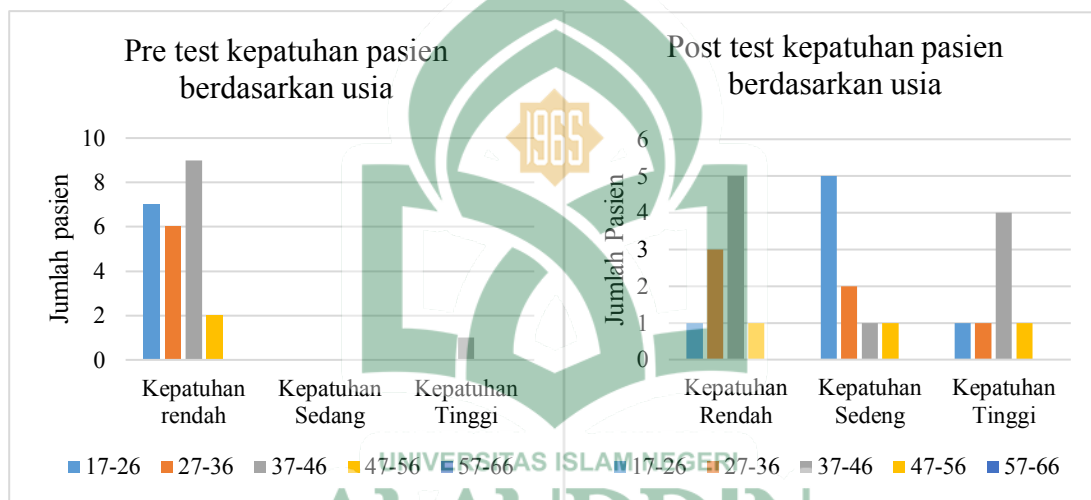 Pre test kepatuhan pasien
berdasarkan usia
Jumlah pasien
10
8
6
4
2
0
Kepatuhan
rendah
Kepatuhan
Sedang
Kepatuhan
Tinggi
17-26 27-36 37-46 47-56 57-66
Post test kepatuhan pasien
berdasarkan usia
Jumlah Pasien
6
5
4
3
2
1
0
Kepatuhan
Rendah
Kepatuhan
Sedeng
Kepatuhan
Tinggi
17-26 27-36 37-46 47-56 57-66
1965
UNIVERSITAS ISLAM NEGERI
ALAUDDIN